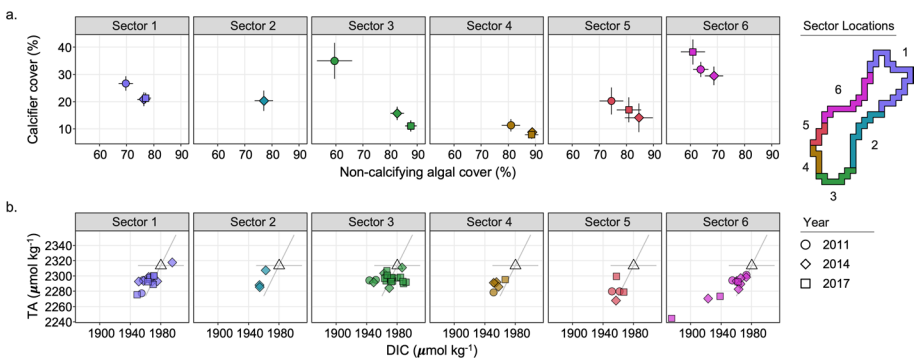 a.
Sector 1 Sector 2 Sector 3 Sector 4 Sector 5 Sector 6
Calcifier cover (%)
40
30
20
10
60 70 80 90 60 70 80 90 60 70 80 90 60 70 80 90 60 70 80 90 60 70 80 90
Non-calcifying algal cover (%)
Sector Locations
1
6
5
2
4
3
b.
Sector 1 Sector 2 Sector 3 Sector 4 Sector 5 Sector 6
TA (µmol kg⁻¹)
2340
2320
2300
2280
2260
2240
1900 1940 1980 1900 1940 1980 1900 1940 1980 1900 1940 1980 1900 1940 1980 1900 1940 1980
DIC (µmol kg⁻¹)
Year
2011
2014
2017